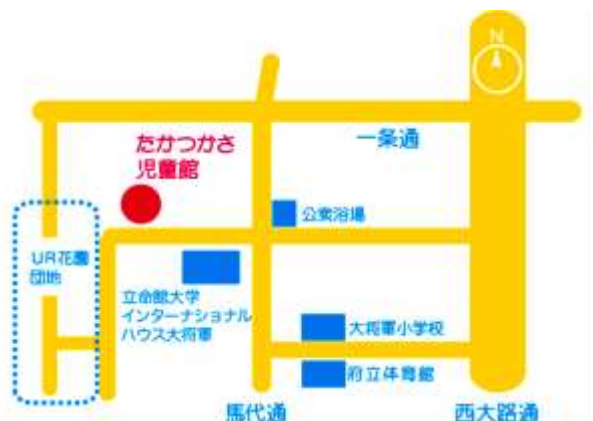 N
一条通
たかつかさ
児童館
公衆浴場
UR花園
団地
立命館大学
インターナショナル
ハウス大将軍
大将軍小学校
府立体育館
馬代通
西大路通